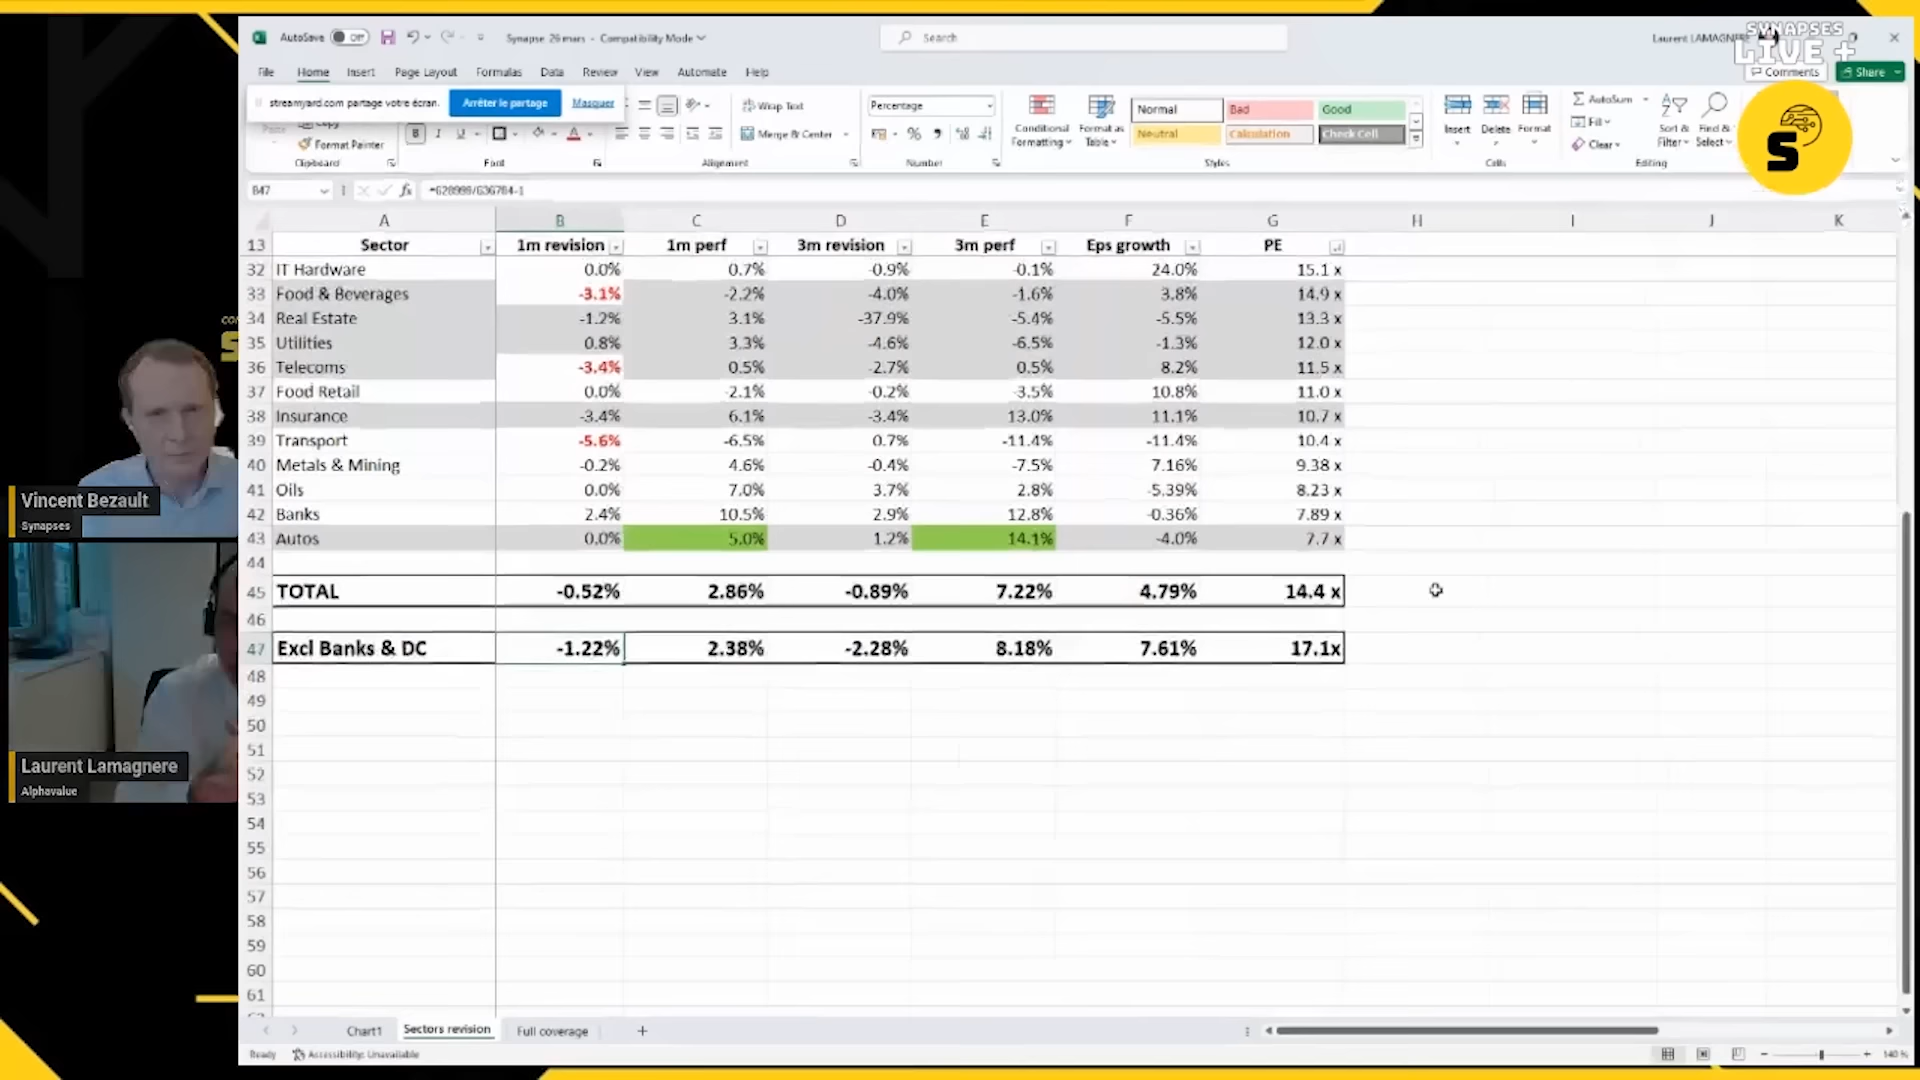 AutoSave Off Synapse 26 mars - Compatibility Mode Search Laurent LAMAGN
SYNAPSES
LIVE +
File Home Insert Page Layout Formulas Data Review View Automate Help Comments Share
streamyard.com partage votre écran. Arrêter le partage Masquer
Wrap Text Percentage Normal Bad Good AutoSum
Merge & Center Conditional Formatting Format as Table Neutral Calculation Check Cell Insert Delete Format Fill Sort & Filter Find & Select
Copy
Format Painter Clear
Clipboard Font Alignment Number Styles Cells Editing
S
B47 fx =G28999/G36784-1
A B C D E F G H I J K
13 Sector 1m revision 1m perf 3m revision 3m perf Eps growth PE
32 IT Hardware 0.0% 0.7% -0.9% -0.1% 24.0% 15.1 x
33 Food & Beverages -3.1% -2.2% -4.0% -1.6% 3.8% 14.9 x
34 Real Estate -1.2% 3.1% -37.9% -5.4% -5.5% 13.3 x
35 Utilities 0.8% 3.3% -4.6% -6.5% -1.3% 12.0 x
36 Telecoms -3.4% 0.5% -2.7% 0.5% 8.2% 11.5 x
37 Food Retail 0.0% -2.1% -0.2% -3.5% 10.8% 11.0 x
38 Insurance -3.4% 6.1% -3.4% 13.0% 11.1% 10.7 x
39 Transport -5.6% -6.5% 0.7% -11.4% -11.4% 10.4 x
40 Metals & Mining -0.2% 4.6% -0.4% -7.5% 7.16% 9.38 x
41 Oils 0.0% 7.0% 3.7% 2.8% -5.39% 8.23 x
42 Banks 2.4% 10.5% 2.9% 12.8% -0.36% 7.89 x
43 Autos 0.0% 5.0% 1.2% 14.1% -4.0% 7.7 x
44
45 TOTAL -0.52% 2.86% -0.89% 7.22% 4.79% 14.4 x
46
47 Excl Banks & DC -1.22% 2.38% -2.28% 8.18% 7.61% 17.1x
48
49
50
51
52
53
54
55
56
57
58
59
60
61
Vincent Bezault
Synapses
Laurent Lamagnere
Alphavalue
Chart1 Sectors revision Full coverage
Ready Accessibility: Unavailable 140 %